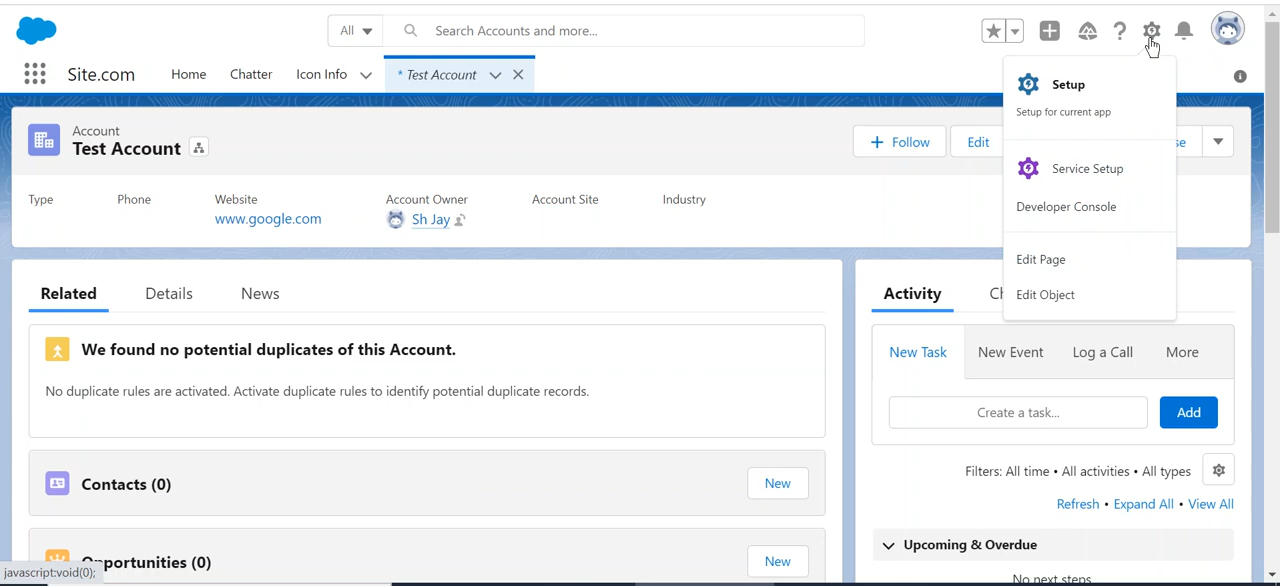 All
Search Accounts and more...
Site.com
Home
Chatter
Icon Info
* Test Account
Setup
Setup for current app
Service Setup
Developer Console
Edit Page
Edit Object
Account
Test Account
Follow
Edit
se
Type
Phone
Website
www.google.com
Account Owner
Sh Jay
Account Site
Industry
Related
Details
News
We found no potential duplicates of this Account.
No duplicate rules are activated. Activate duplicate rules to identify potential duplicate records.
Contacts (0)
New
Opportunities (0)
New
javascript:void(0);
Activity
Ch
New Task
New Event
Log a Call
More
Create a task...
Add
Filters: All time • All activities • All types
Refresh • Expand All • View All
Upcoming & Overdue
No next steps